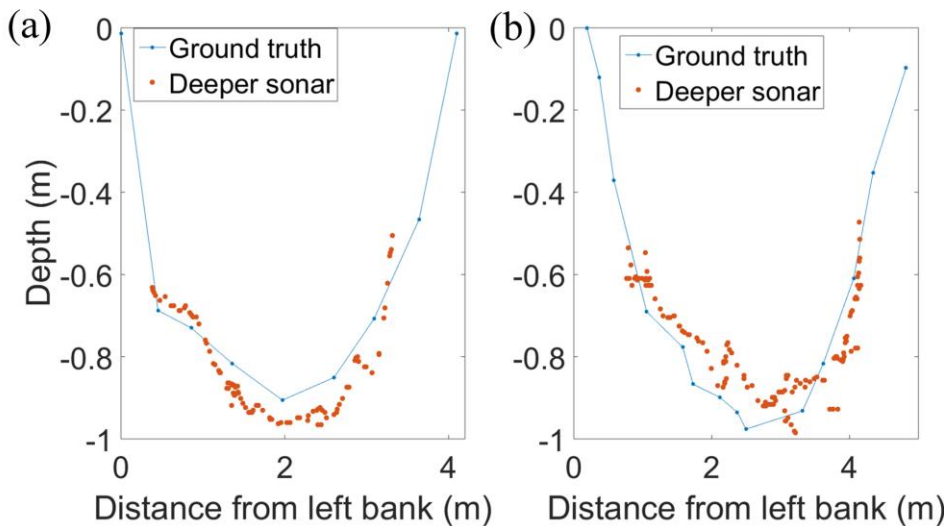 (a)
Ground truth
Deeper sonar
0
-0.2
-0.4
-0.6
-0.8
-1
Depth (m)
0
2
4
Distance from left bank (m)
(b)
Ground truth
Deeper sonar
0
-0.2
-0.4
-0.6
-0.8
-1
0
2
4
Distance from left bank (m)